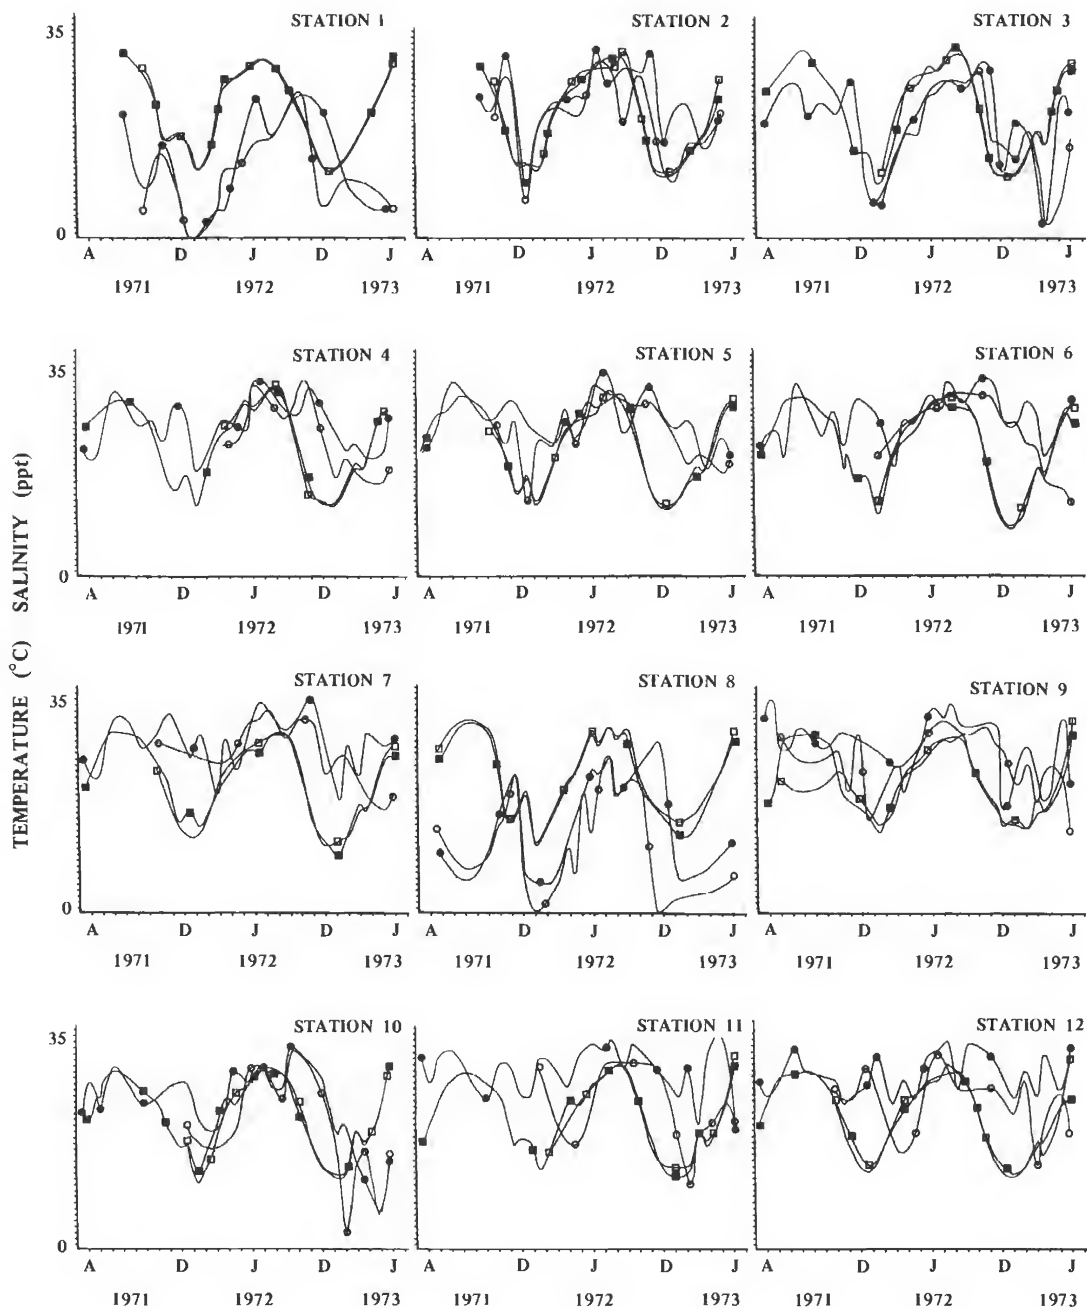 TEMPERATURE (°C) SALINITY (ppt)
STATION 1 STATION 2 STATION 3
35
0
A D J D J D J D J A D J D J
1971 1972 1973 1971 1972 1973 1971 1972 1973
STATION 4 STATION 5 STATION 6
35
0
A D J D J D J D J A D J D J
1971 1972 1973 1971 1972 1973 1971 1972 1973
STATION 7 STATION 8 STATION 9
35
0
A D J D J D J D J A D J D J
1971 1972 1973 1971 1972 1973 1971 1972 1973
STATION 10 STATION 11 STATION 12
35
0
A D J D J D J D J A D J D J
1971 1972 1973 1971 1972 1973 1971 1972 1973